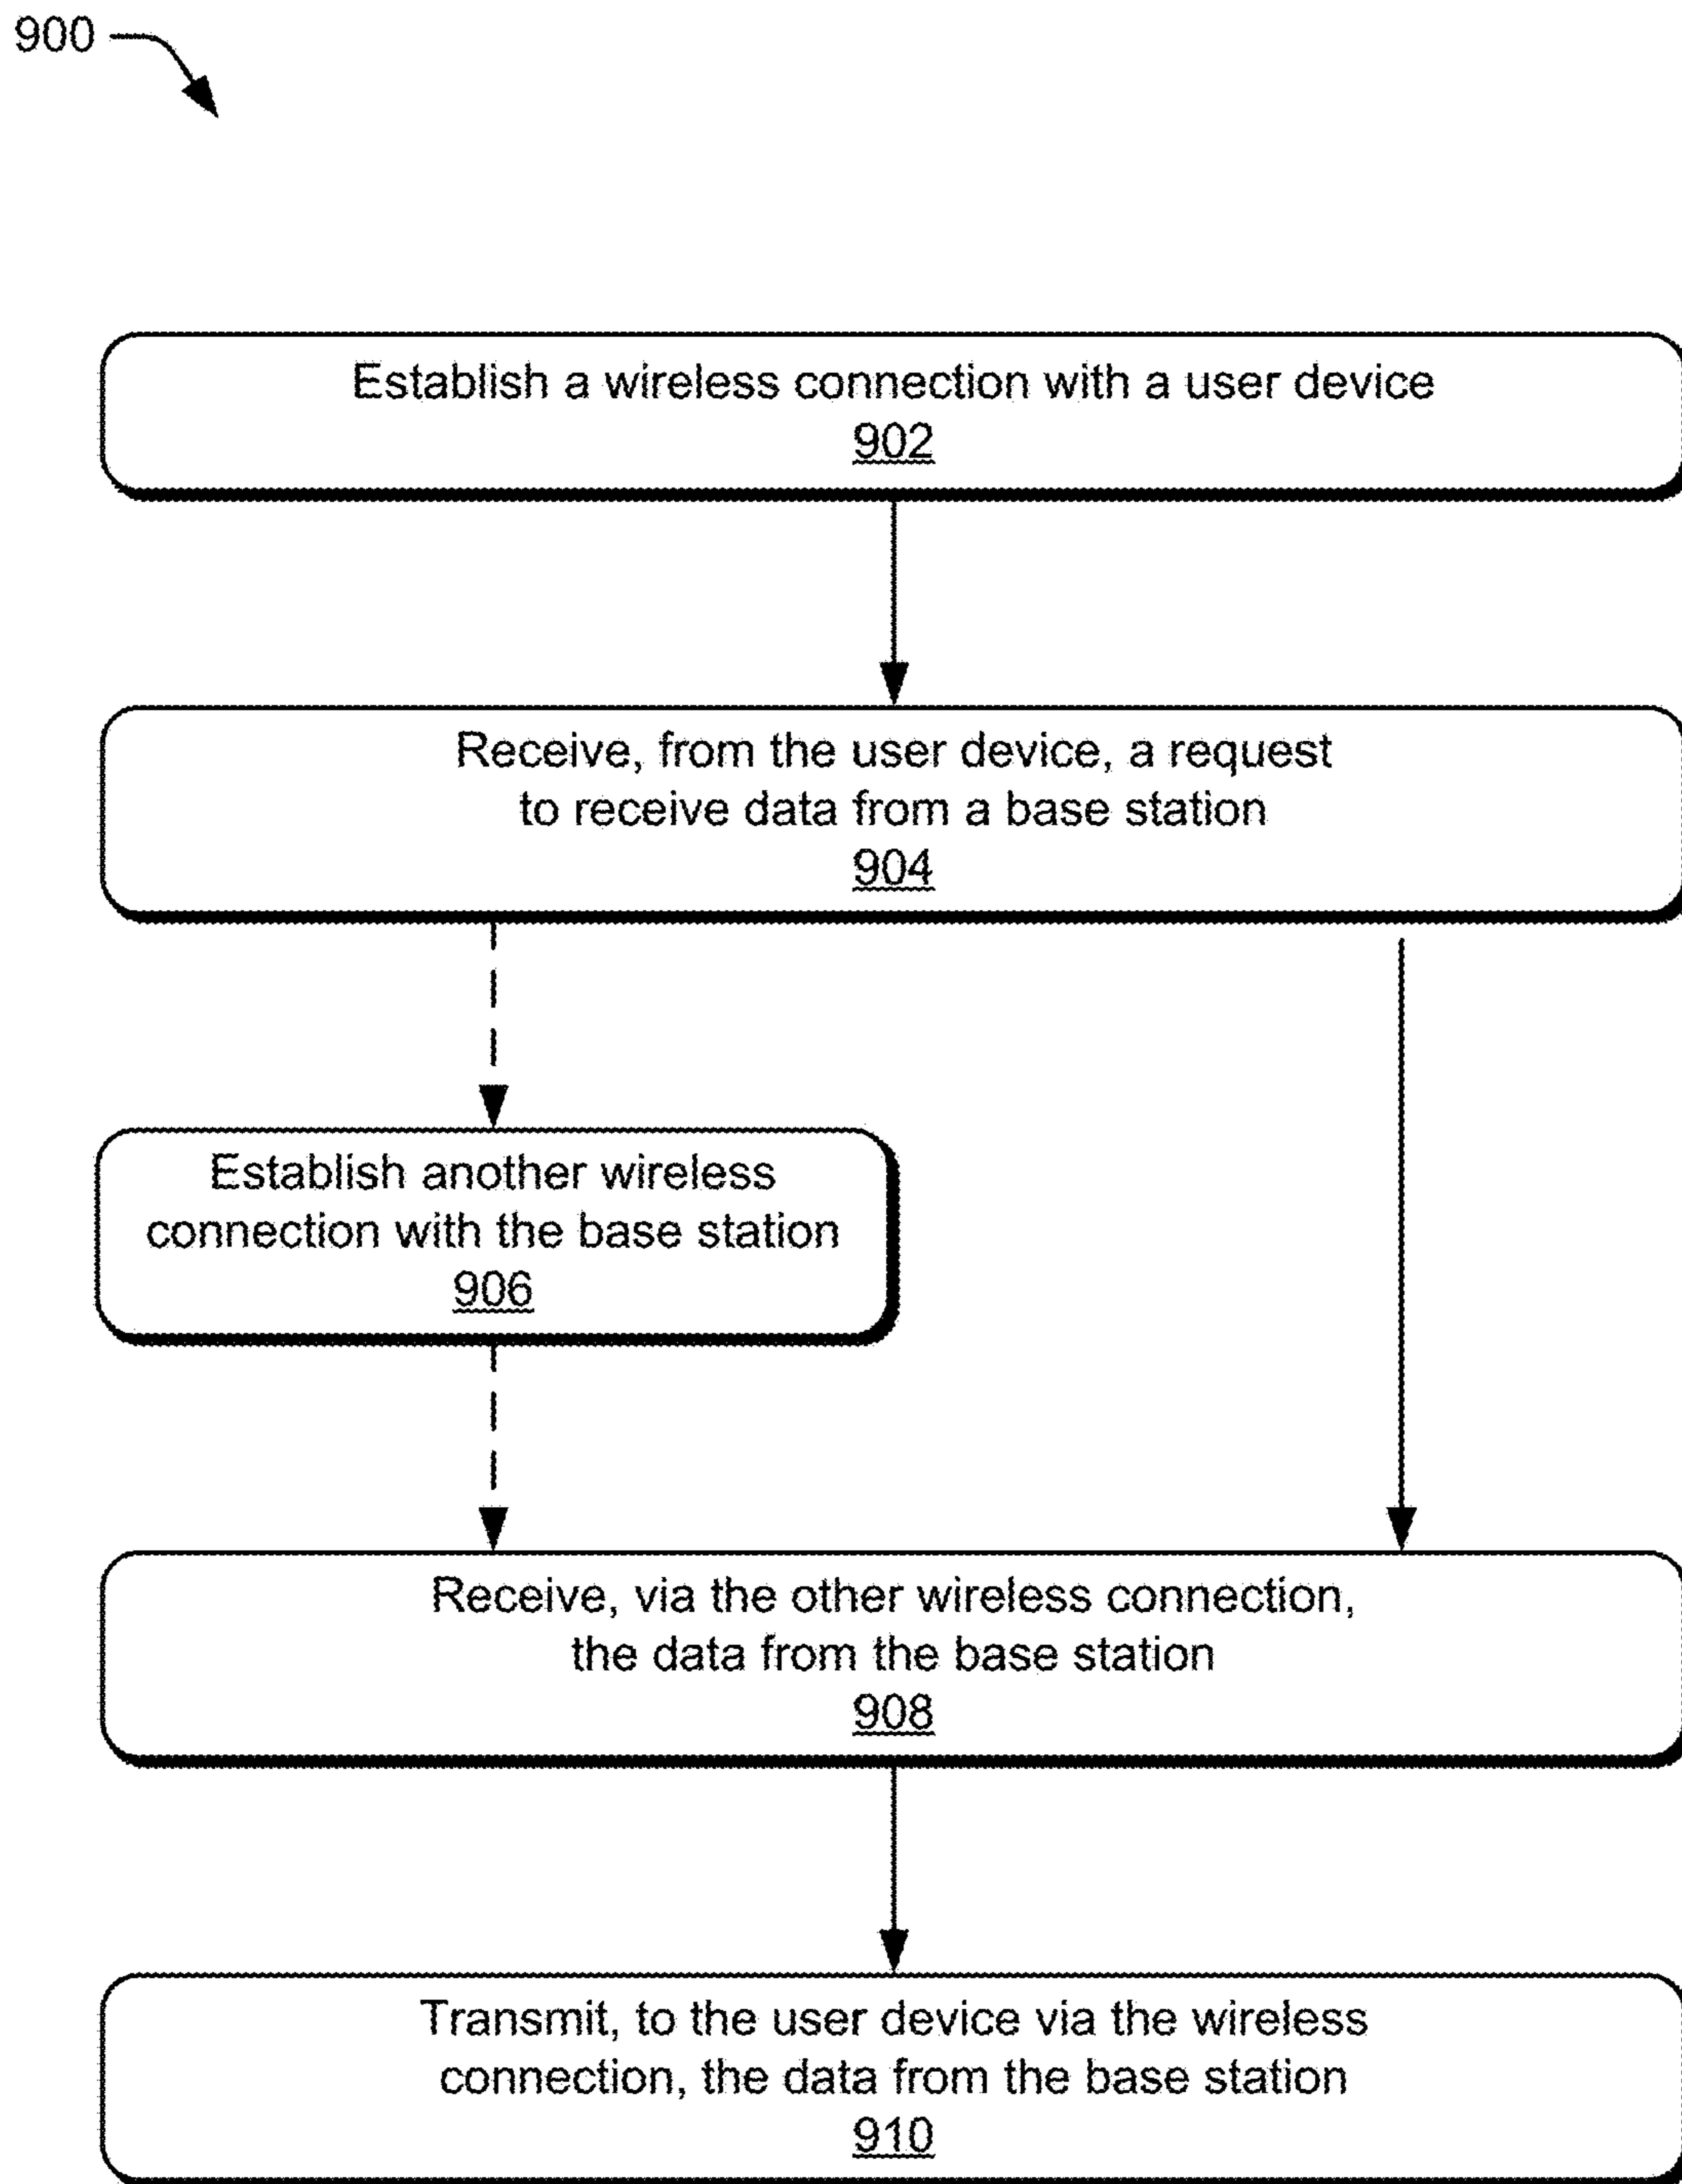 900
Establish a wireless connection with a user device
902
Receive, from the user device, a request
to receive data from a base station
904
Establish another wireless
connection with the base station
906
Receive, via the other wireless connection,
the data from the base station
908
Transmit, to the user device via the wireless
connection, the data from the base station
910